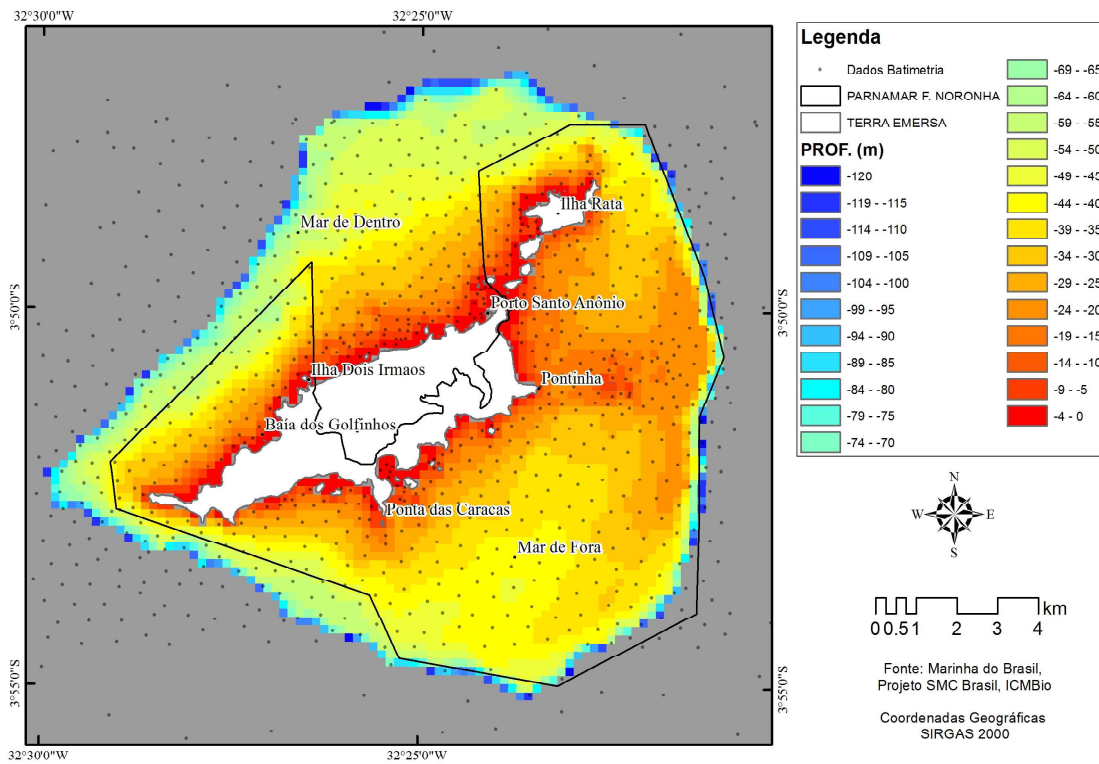 32°30'0"W
32°25'0"W
Ilha Rata
Mar de Dentro
3°50'0"S
3°50'0"S
Porto Santo Anônio
Ilha Dois Irmaos
Pontinha
Baía dos Golfinhos
Ponta das Caracas
Mar de Fora
3°55'0"S
3°55'0"S
32°30'0"W
32°25'0"W
Legenda
Dados Batimetria
PARNAMAR F. NORONHA
TERRA EMERSA
PROF. (m)
-120
-119 - -115
-114 - -110
-109 - -105
-104 - -100
-99 - -95
-94 - -90
-89 - -85
-84 - -80
-79 - -75
-74 - -70
-69 - -65
-64 - -60
-59 - -55
-54 - -50
-49 - -45
-44 - -40
-39 - -35
-34 - -30
-29 - -25
-24 - -20
-19 - -15
-14 - -10
-9 - -5
-4 - 0
N
W
E
S
km
0 0.5 1 2 3 4
Fonte: Marinha do Brasil,
Projeto SMC Brasil, ICMBio
Coordenadas Geográficas
SIRGAS 2000